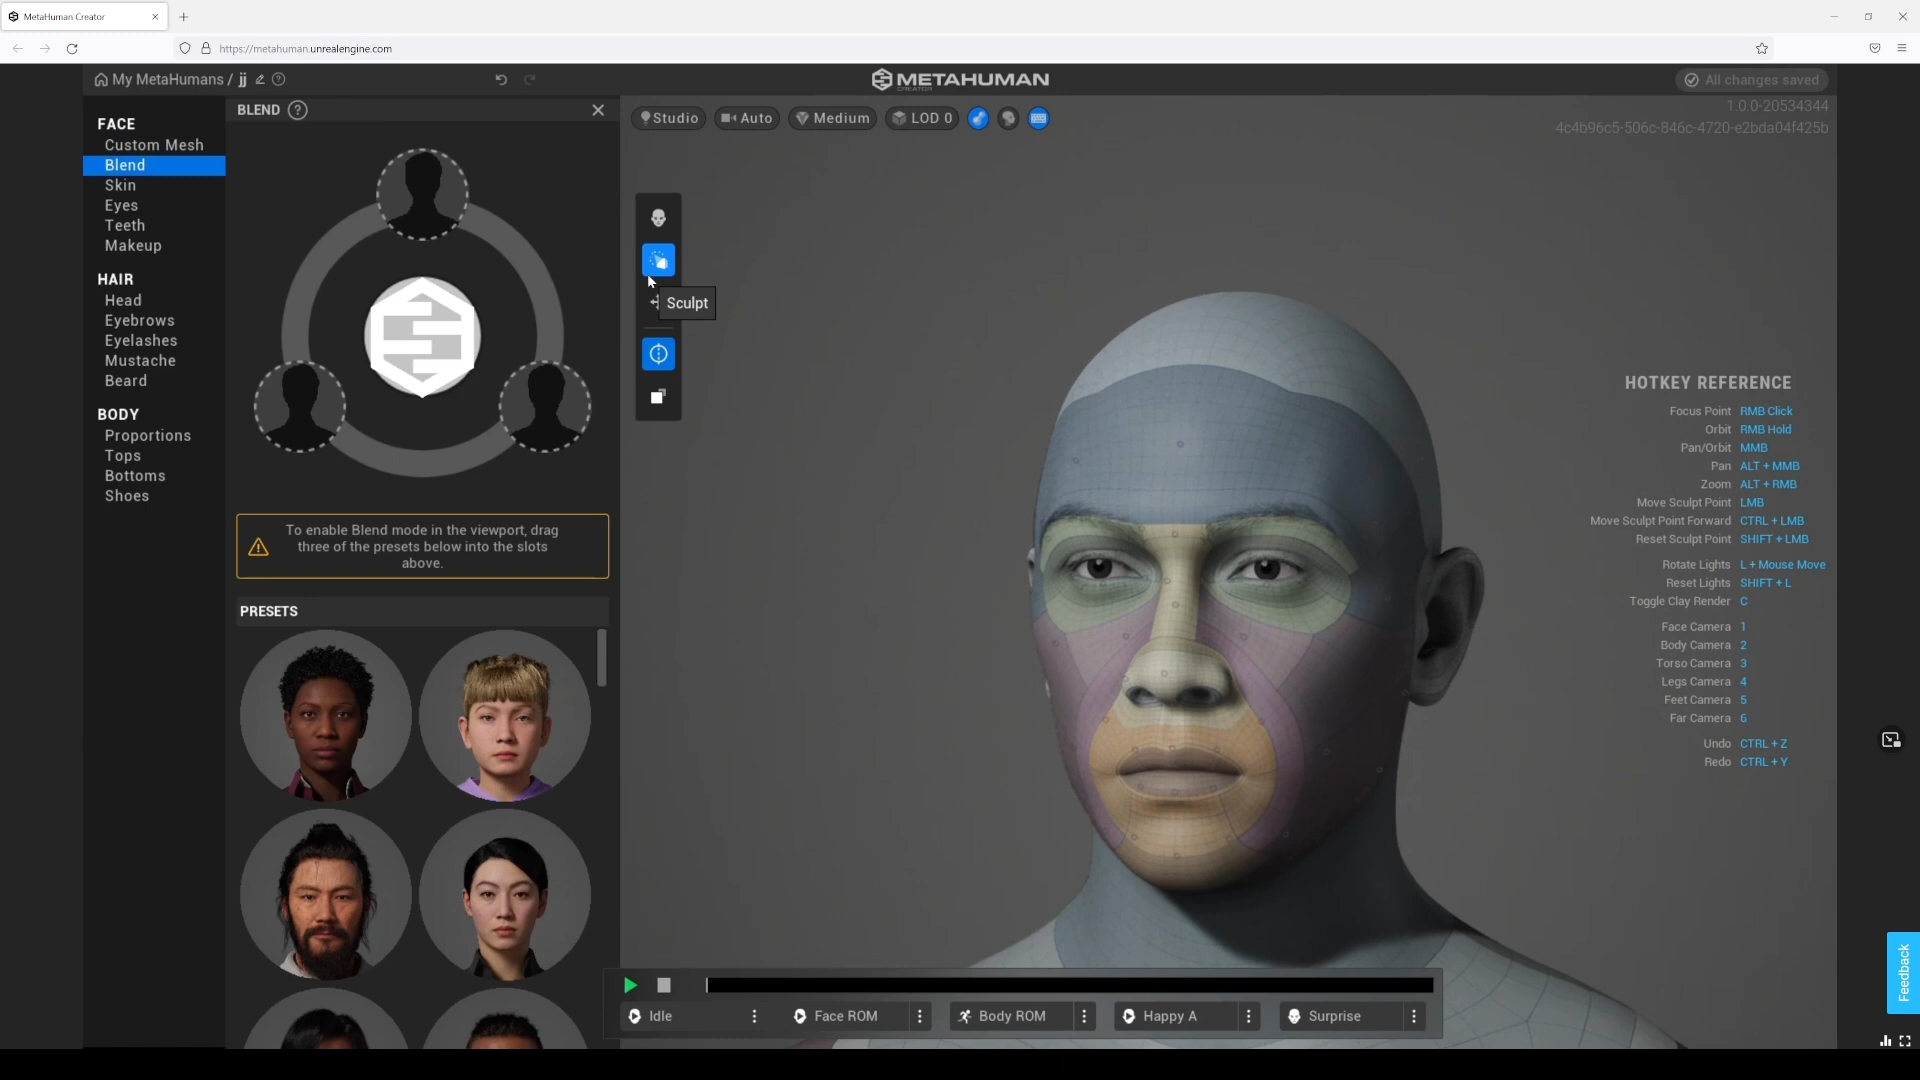 MetaHuman Creator
https://metahuman.unrealengine.com
My MetaHumans / jj
METAHUMAN
CREATOR
All changes saved
1.0.0-20534344
4c4b96c5-506c-846c-4720-e2bda04f425b
FACE
Custom Mesh
Blend
Skin
Eyes
Teeth
Makeup
HAIR
Head
Eyebrows
Eyelashes
Mustache
Beard
BODY
Proportions
Tops
Bottoms
Shoes
BLEND
To enable Blend mode in the viewport, drag
three of the presets below into the slots
above.
PRESETS
Studio
Auto
Medium
LOD 0
Sculpt
HOTKEY REFERENCE
Focus Point RMB Click
Orbit RMB Hold
Pan/Orbit MMB
Pan ALT + MMB
Zoom ALT + RMB
Move Sculpt Point LMB
Move Sculpt Point Forward CTRL + LMB
Reset Sculpt Point SHIFT + LMB
Rotate Lights L + Mouse Move
Reset Lights SHIFT + L
Toggle Clay Render C
Face Camera 1
Body Camera 2
Torso Camera 3
Legs Camera 4
Feet Camera 5
Far Camera 6
Undo CTRL + Z
Redo CTRL + Y
Feedback
Idle
Face ROM
Body ROM
Happy A
Surprise